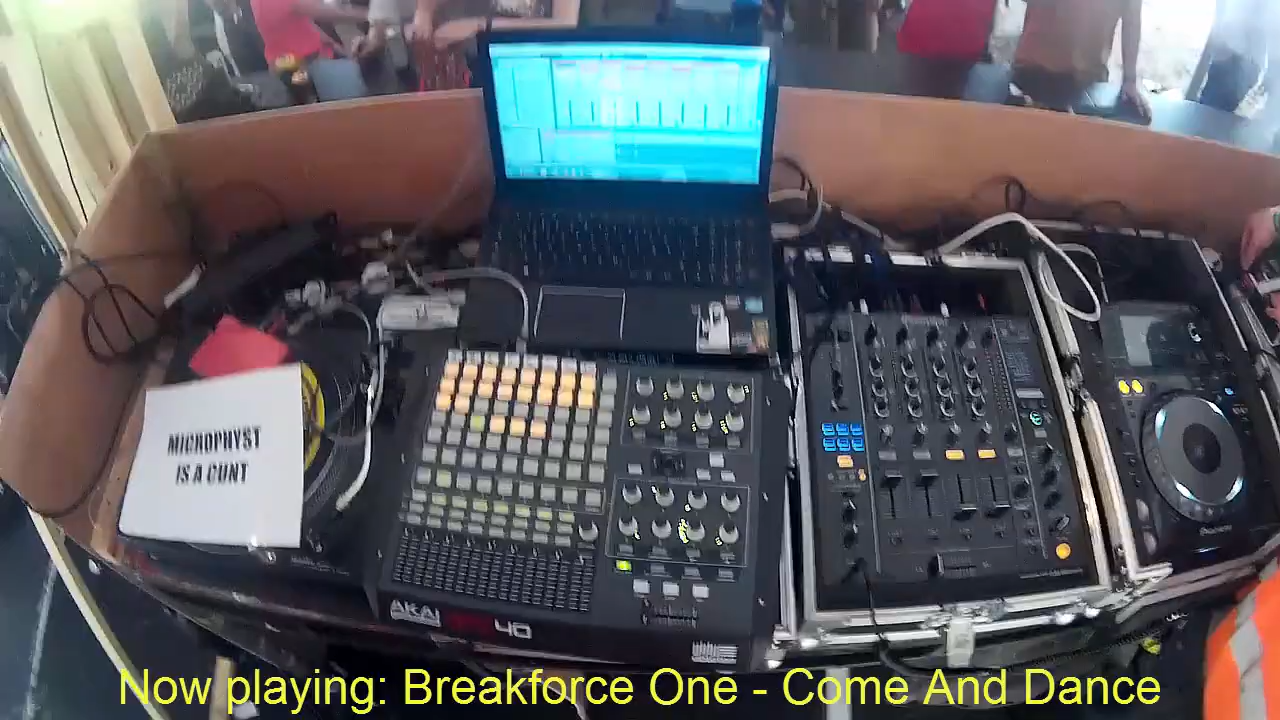 MICROPHYST
IS A CUNT
AKAI
40
Now playing: Breakforce One - Come And Dance